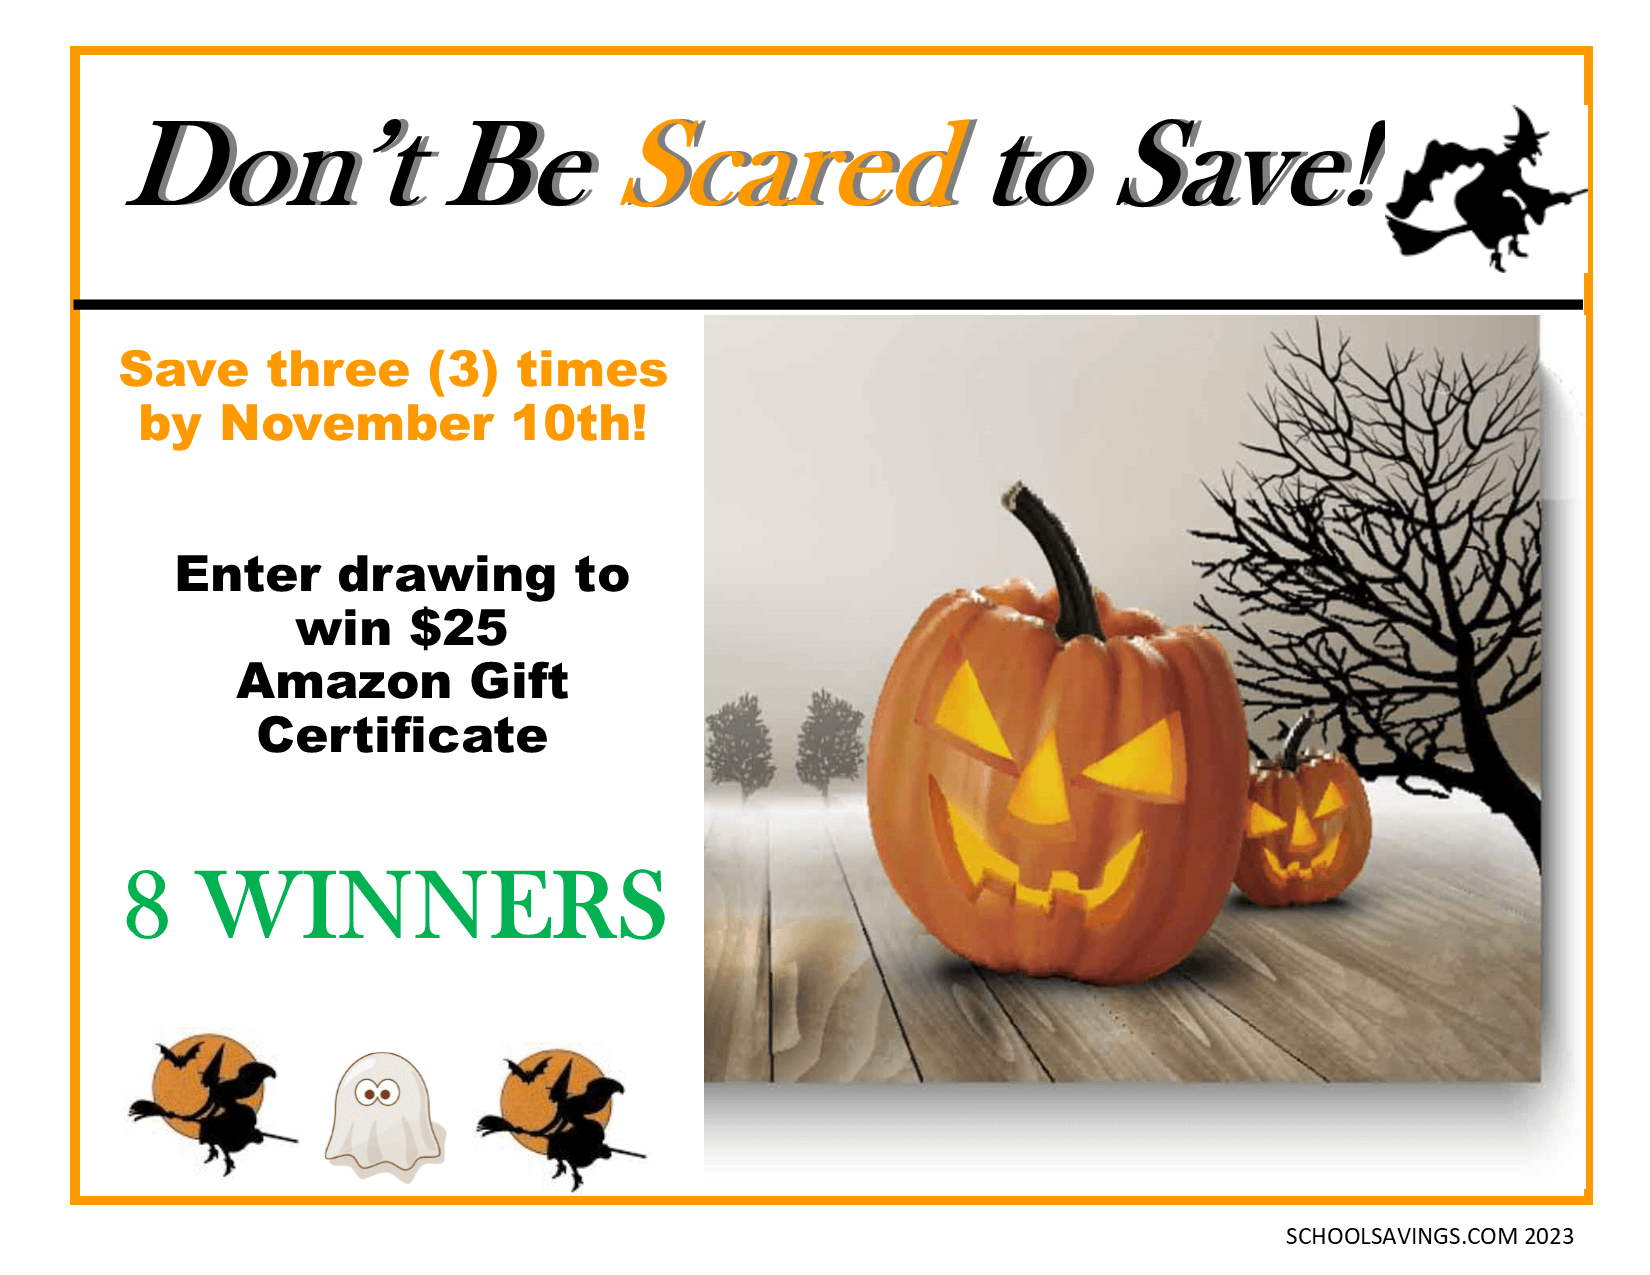 Don’t Be Scared to Save!
Save three (3) times
by November 10th!
Enter drawing to
win $25
Amazon Gift
Certificate
8 WINNERS
SCHOOLSAVINGS.COM 2023